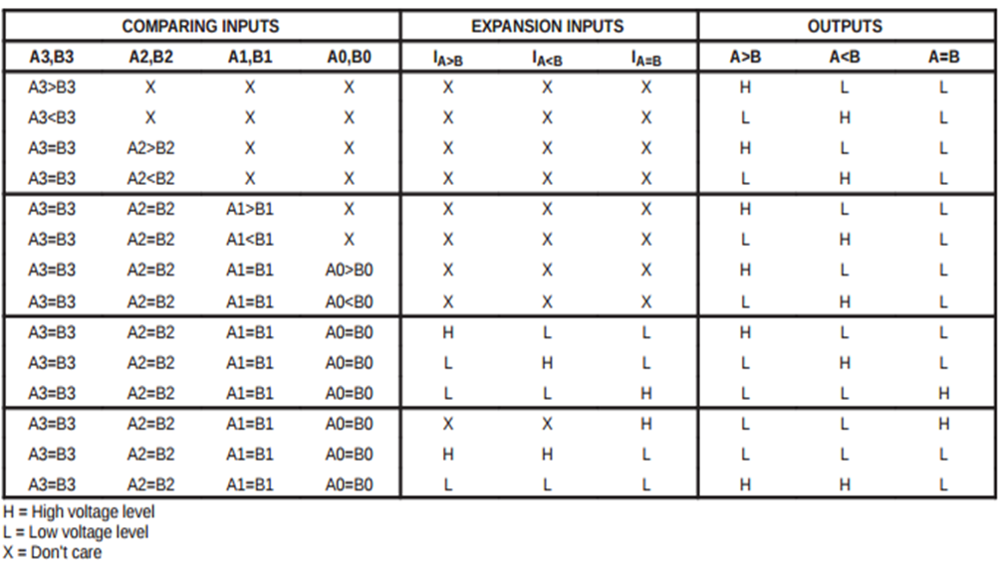 COMPARING INPUTS EXPANSION INPUTS OUTPUTS
A3,B3 A2,B2 A1,B1 A0,B0 IA>B IA<B IA=B A>B A<B A=B
A3>B3 X X X X X X H L L
A3<B3 X X X X X X L H L
A3=B3 A2>B2 X X X X X H L L
A3=B3 A2<B2 X X X X X L H L
A3=B3 A2=B2 A1>B1 X X X X H L L
A3=B3 A2=B2 A1<B1 X X X X L H L
A3=B3 A2=B2 A1=B1 A0>B0 X X X H L L
A3=B3 A2=B2 A1=B1 A0<B0 X X X L H L
A3=B3 A2=B2 A1=B1 A0=B0 H L L H L L
A3=B3 A2=B2 A1=B1 A0=B0 L H L L H L
A3=B3 A2=B2 A1=B1 A0=B0 L L H L L H
A3=B3 A2=B2 A1=B1 A0=B0 X X H L L H
A3=B3 A2=B2 A1=B1 A0=B0 H H L L L L
A3=B3 A2=B2 A1=B1 A0=B0 L L L H H L
H = High voltage level
L = Low voltage level
X = Don't care